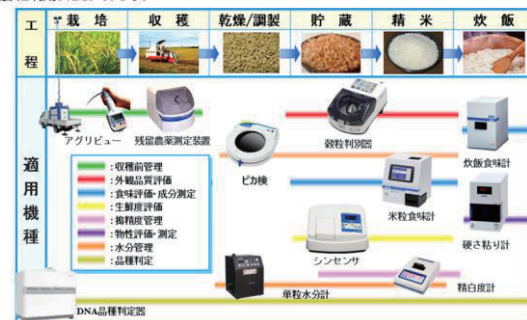 工程
栽培
収穫
乾燥/調製
貯蔵
精米
炊飯
適用機種
アグリビュー
残留農薬測定装置
ピカ検
穀粒判別器
炊飯食味計
:収穫前管理
:外観品質評価
:食味評価・成分測定
:生鮮度評価
:搗精度管理
:物性評価・測定
:水分管理
:品種判定
米粒食味計
硬さ粘り計
シンセンサ
単粒水分計
精白度計
DNA品種判定器